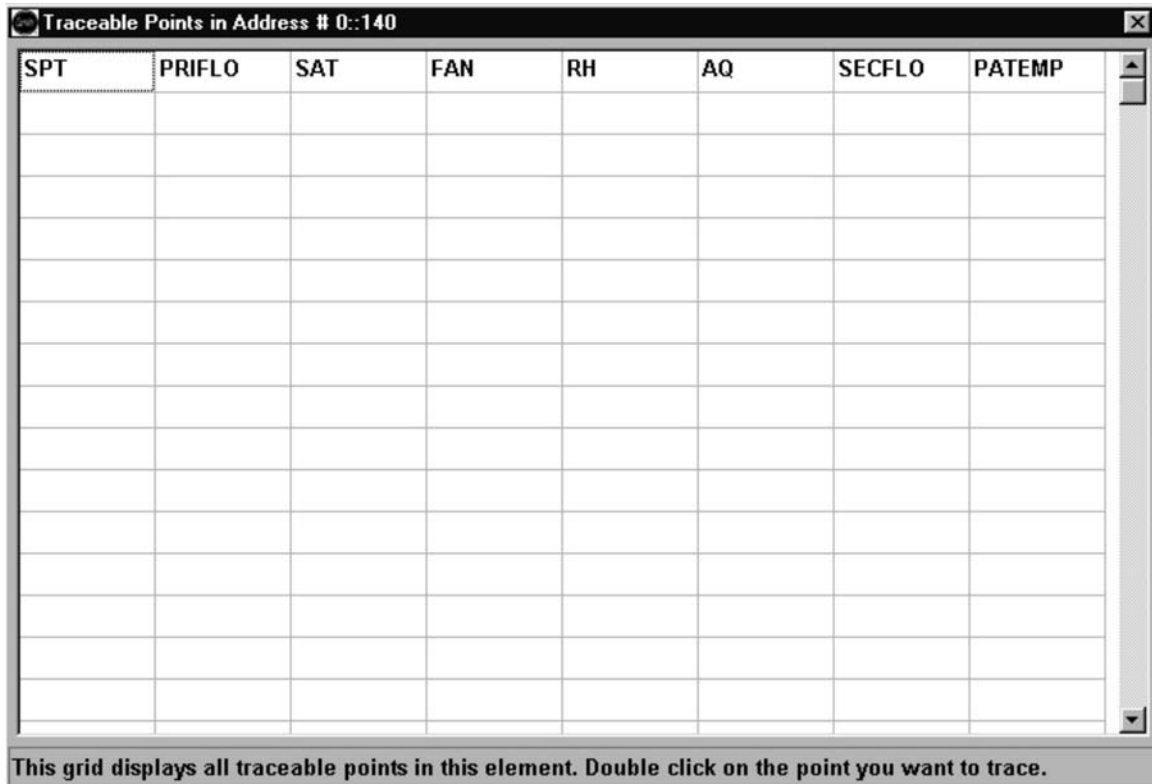 Traceable Points in Address # 0::140
SPT PRIFLO SAT FAN RH AQ SECFLO PATEMP
This grid displays all traceable points in this element. Double click on the point you want to trace.